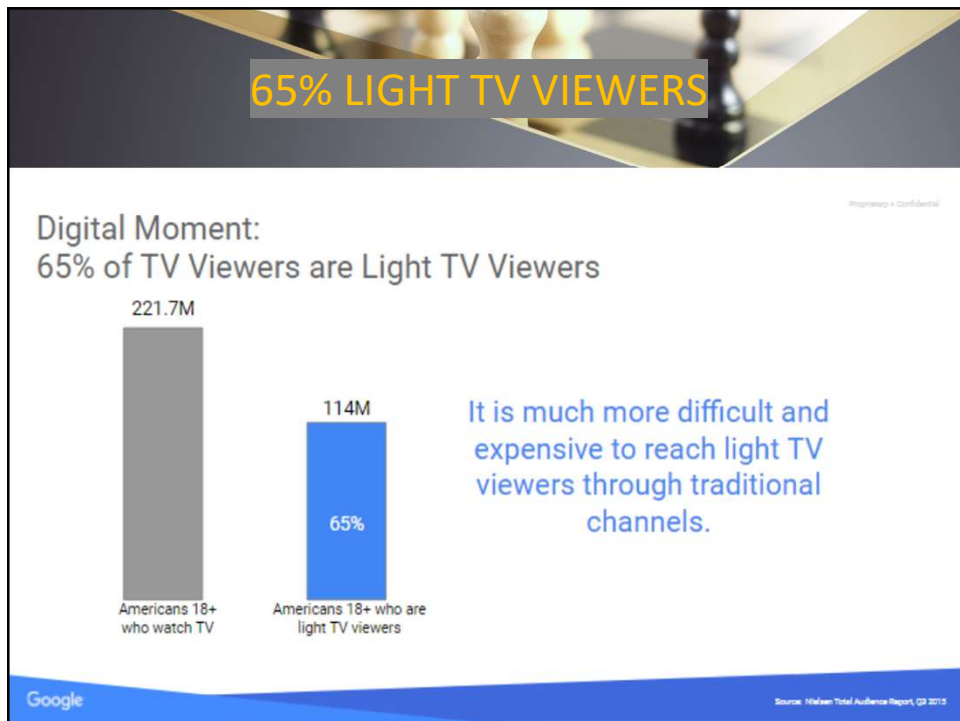 65% LIGHT TV VIEWERS
Proprietary + Confidential
Digital Moment:
65% of TV Viewers are Light TV Viewers
221.7M
114M
65%
Americans 18+
who watch TV
Americans 18+ who are
light TV viewers
It is much more difficult and
expensive to reach light TV
viewers through traditional
channels.
Google
Source: Nielsen Total Audience Report, Q3 2015